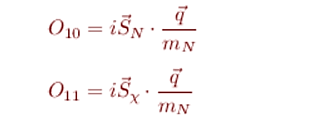 $O_{10} = i\vec{S}_N \cdot \frac{\vec{q}}{m_N}$
$O_{11} = i\vec{S}_\chi \cdot \frac{\vec{q}}{m_N}$